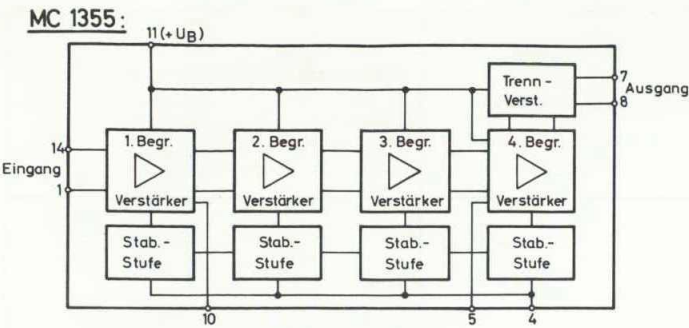 MC 1355:
11(+UB)
7
Ausgang
8
Trenn-
Verst.
14
Eingang
1
1. Begr.
Verstärker
2. Begr.
Verstärker
3. Begr.
Verstärker
4. Begr.
Verstärker
Stab.-
Stufe
Stab.-
Stufe
Stab.-
Stufe
Stab.-
Stufe
10
5
4